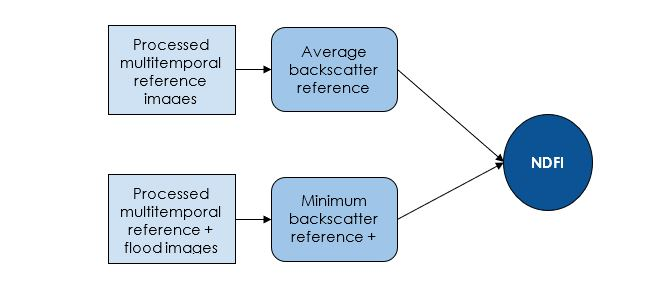 Processed
multitemporal
reference
images
Average
backscatter
reference
NDFI
Processed
multitemporal
reference +
flood images
Minimum
backscatter
reference +